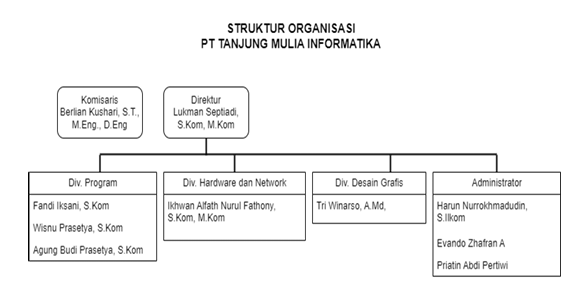 STRUKTUR ORGANISASI
PT TANJUNG MULIA INFORMATIKA
Komisaris
Berlian Kushari, S.T.,
M.Eng., D.Eng
Direktur
Lukman Septiadi,
S.Kom, M.Kom
Div. Program
Fandi Iksani, S.Kom
Wisnu Prasetya, S.Kom
Agung Budi Prasetya, S.Kom
Div. Hardware dan Network
Ikhwan Alfath Nurul Fathony,
S.Kom, M.Kom
Div. Desain Grafis
Tri Winarso, A.Md,
Administrator
Harun Nurrokhmadudin,
S.Ilkom
Evando Zhafran A
Priatin Abdi Pertiwi